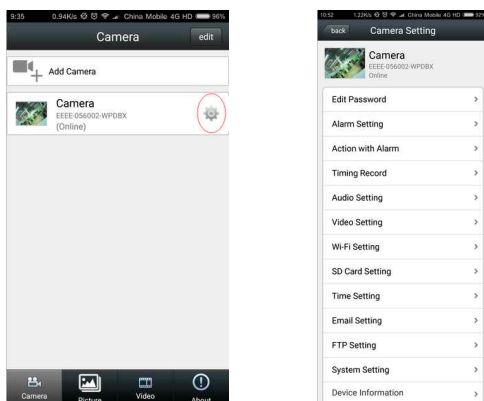 9:35 0.94K/s China Mobile 4G HD 96%
Camera edit
Add Camera
Camera
EEEE-056002-WPDBX
(Online)
Camera Picture Video About
10:52 1.22K/s China Mobile 4G HD 92%
back Camera Setting
Camera
EEEE-056002-WPDBX
Online
Edit Password
Alarm Setting
Action with Alarm
Timing Record
Audio Setting
Video Setting
Wi-Fi Setting
SD Card Setting
Time Setting
Email Setting
FTP Setting
System Setting
Device Information